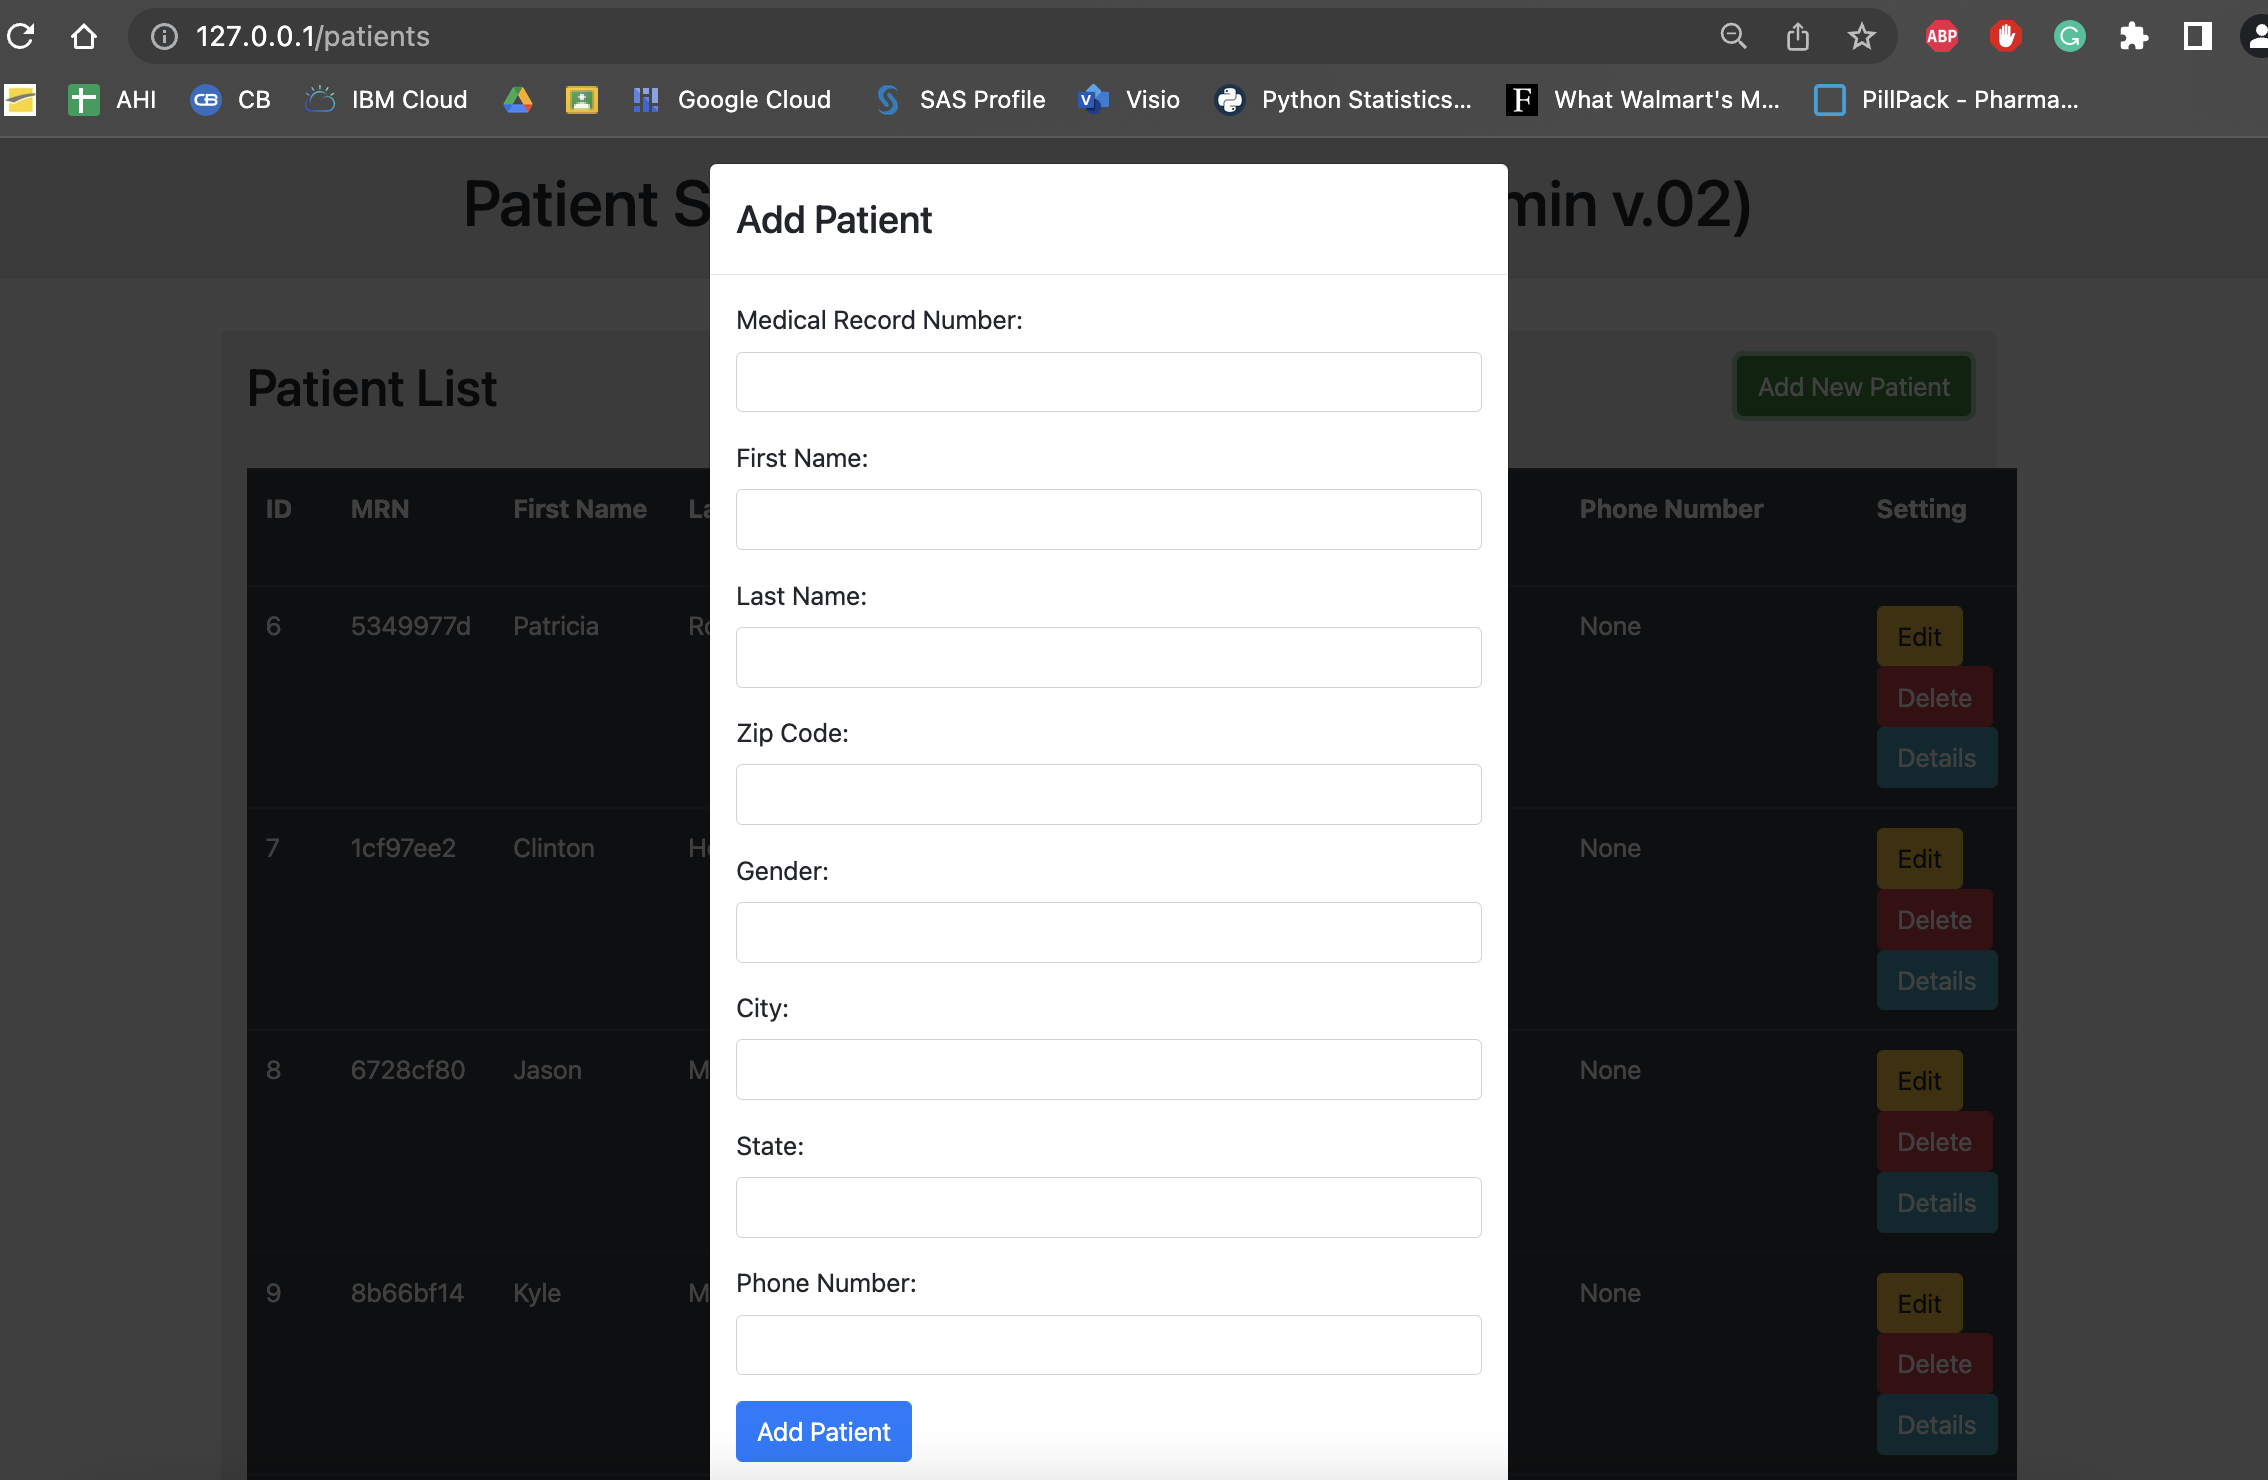 127.0.0.1/patients
ABP
AHI
CB
CB
IBM Cloud
Google Cloud
SAS Profile
V
Visio
Python Statistics...
F
What Walmart's M...
PillPack - Pharma...
Patient
min v.02)
Add Patient
Medical Record Number:
First Name:
Last Name:
Zip Code:
Gender:
City:
State:
Phone Number:
Add Patient
Patient List
Add New Patient
ID MRN First Name Phone Number Setting
6 5349977d Patricia None Edit
Delete
Details
7 1cf97ee2 Clinton None Edit
Delete
Details
8 6728cf80 Jason None Edit
Delete
Details
9 8b66bf14 Kyle None Edit
Delete
Details